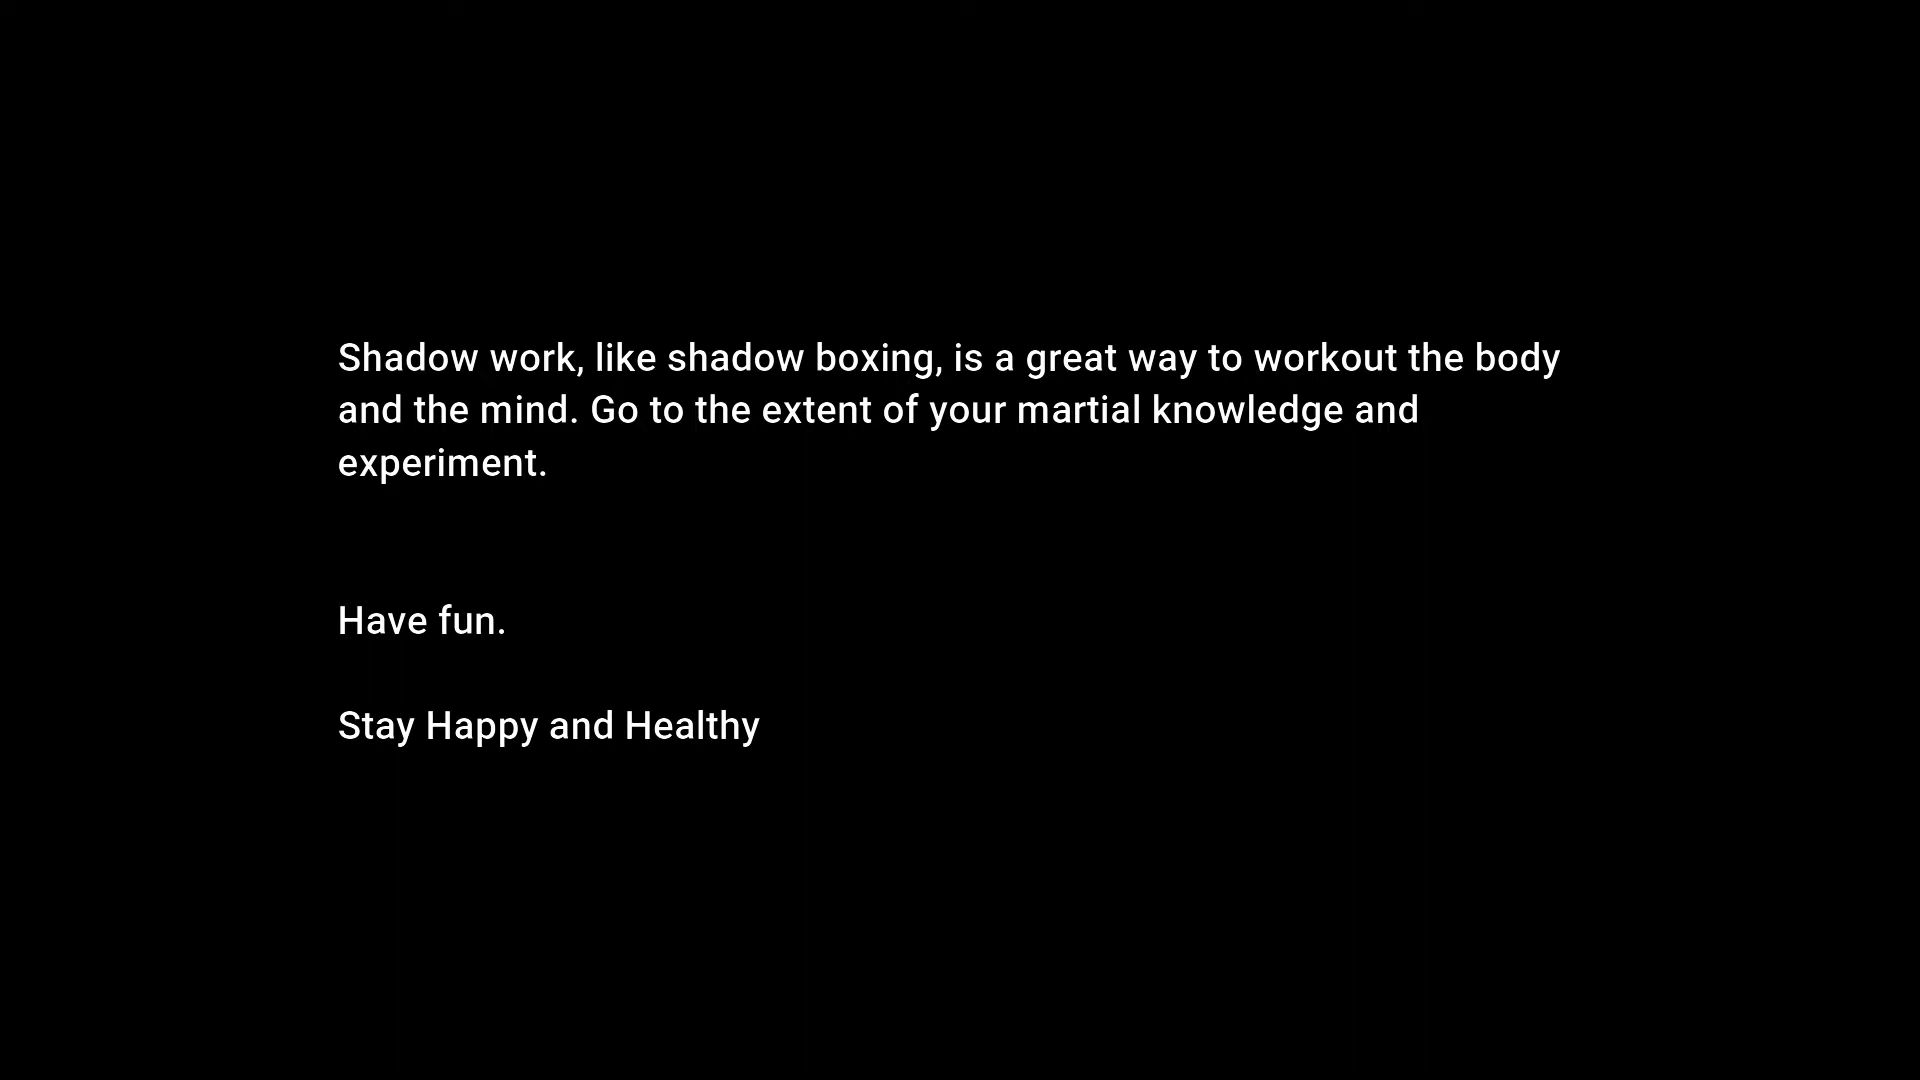 Shadow work, like shadow boxing, is a great way to workout the body
and the mind. Go to the extent of your martial knowledge and
experiment.
Have fun.
Stay Happy and Healthy